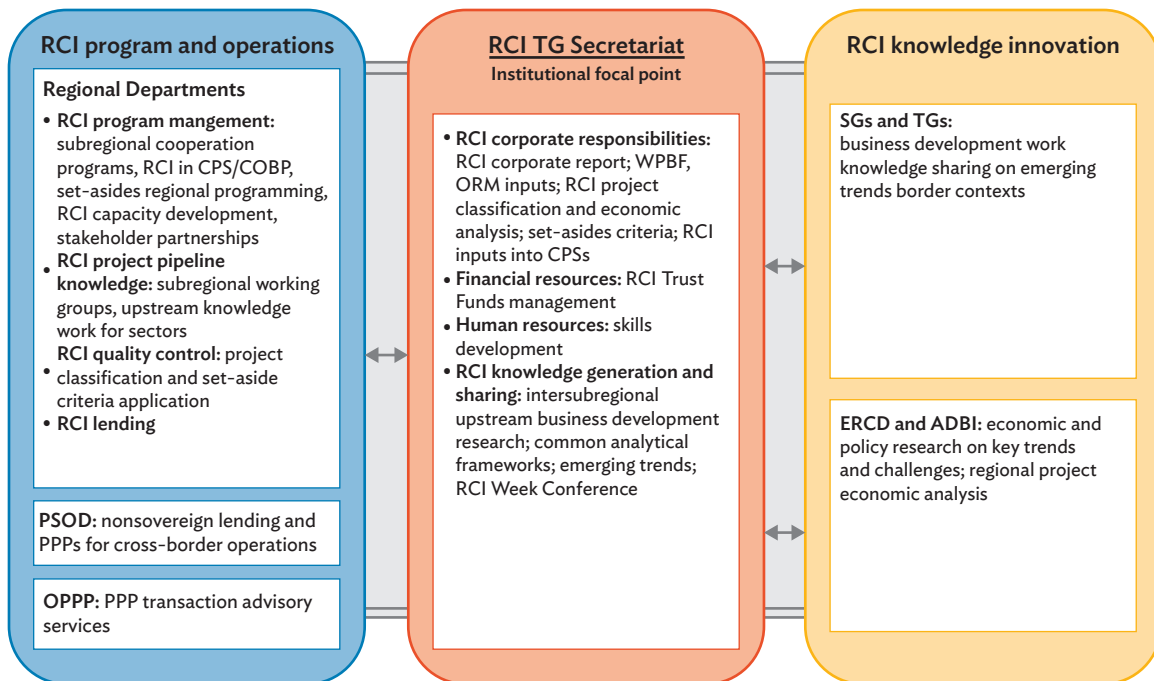 RCI program and operations
Regional Departments
• RCI program mangement:
subregional cooperation
programs, RCI in CPS/COBP,
set-asides regional programming,
RCI capacity development,
stakeholder partnerships
• RCI project pipeline
knowledge: subregional working
groups, upstream knowledge
work for sectors
• RCI quality control: project
classification and set-aside
criteria application
• RCI lending
PSOD: nonsovereign lending and
PPPs for cross-border operations
OPPP: PPP transaction advisory
services
RCI TG Secretariat
Institutional focal point
• RCI corporate responsibilities:
RCI corporate report; WPBF,
ORM inputs; RCI project
classification and economic
analysis; set-asides criteria; RCI
inputs into CPSs
• Financial resources: RCI Trust
Funds management
• Human resources: skills
development
• RCI knowledge generation and
sharing: intersubregional
upstream business development
research; common analytical
frameworks; emerging trends;
RCI Week Conference
RCI knowledge innovation
SGs and TGs:
business development work
knowledge sharing on emerging
trends border contexts
ERCD and ADBI: economic and
policy research on key trends
and challenges; regional project
economic analysis